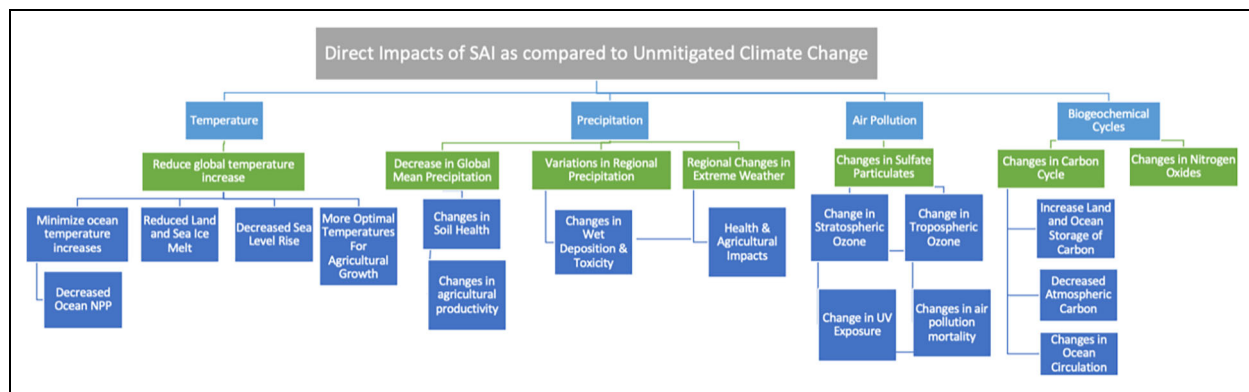 Direct Impacts of SAI as compared to Unmitigated Climate Change
Temperature
Precipitation
Air Pollution
Biogeochemical
Cycles
Reduce global temperature
increase
Decrease in Global
Mean Precipitation
Variations in Regional
Precipitation
Regional Changes in
Extreme Weather
Changes in Sulfate
Particulates
Changes in Carbon
Cycle
Changes in Nitrogen
Oxides
Minimize ocean
temperature increases
Reduced Land
and Sea Ice
Melt
Decreased Sea
Level Rise
More Optimal
Temperatures
For
Agricultural
Growth
Changes in
Soil Health
Changes in
Wet
Deposition &
Toxicity
Health &
Agricultural
Impacts
Change in
Stratospheric
Ozone
Change in
Tropospheric
Ozone
Increase Land
and Ocean
Storage of
Carbon
Decreased
Ocean NPP
Changes in
agricultural
productivity
Change in UV
Exposure
Changes in air
pollution
mortality
Decreased
Atmospheric
Carbon
Changes in
Ocean
Circulation